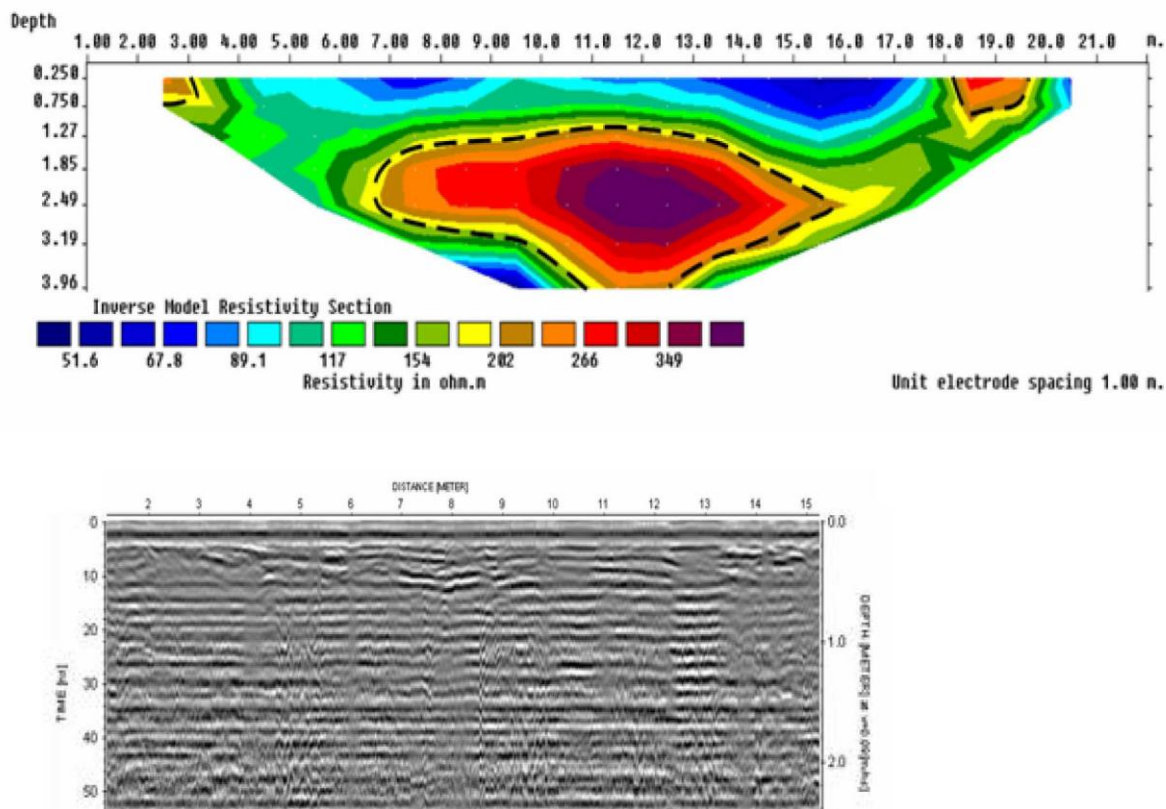 Depth
1.00 2.00 3.00 4.00 5.00 6.00 7.00 8.00 9.00 10.0 11.0 12.0 13.0 14.0 15.0 16.0 17.0 18.0 19.0 20.0 21.0 m.
0.250
0.750
1.27
1.85
2.49
3.19
3.96
Inverse Model Resistivity Section
51.6 67.8 89.1 117 154 202 266 349
Resistivity in ohm.m
Unit electrode spacing 1.00 m.
DISTANCE [METER]
2 3 4 5 6 7 8 9 10 11 12 13 14 15
0
10
20
30
40
50
TIME [ns]
0.0
1.0
2.0
DEPTH [METER] at